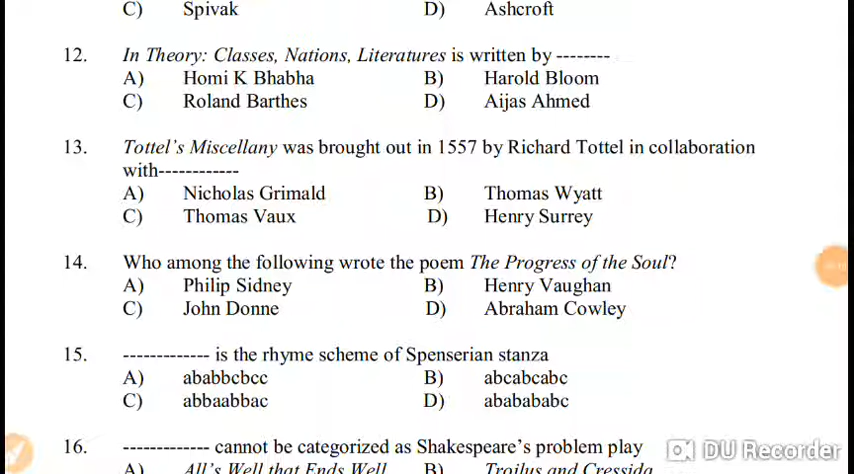 C) Spivak D) Ashcroft
12. In Theory: Classes, Nations, Literatures is written by --------
A) Homi K Bhabha B) Harold Bloom
C) Roland Barthes D) Aijas Ahmed
13. Tottel's Miscellany was brought out in 1557 by Richard Tottel in collaboration
with------------
A) Nicholas Grimald B) Thomas Wyatt
C) Thomas Vaux D) Henry Surrey
14. Who among the following wrote the poem The Progress of the Soul?
A) Philip Sidney B) Henry Vaughan
C) John Donne D) Abraham Cowley
15. ------------- is the rhyme scheme of Spenserian stanza
A) ababbcbcc B) abcabcabc
C) abbaabbac D) ababababc
16. ------------- cannot be categorized as Shakespeare's problem play
DU Recorder
A) All's Well that Ends Well B) Troilus and Cressida